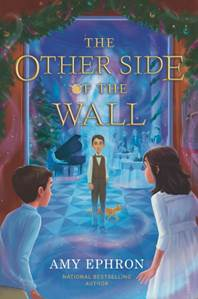 THE
OTHER SIDE
OF THE
WALL
AMY EPHRON
NATIONAL BESTSELLING
AUTHOR